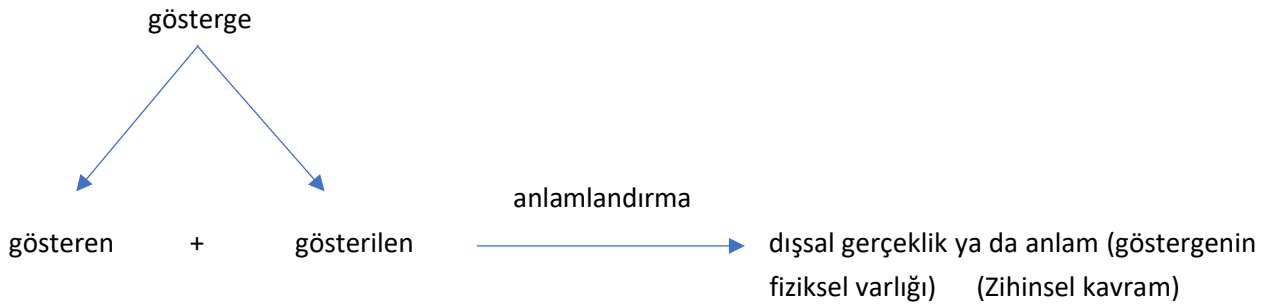 gösterge
anlamlandırma
gösteren + gösterilen dışsal gerçeklik ya da anlam (göstergenin
fiziksel varlığı) (Zihinsel kavram)